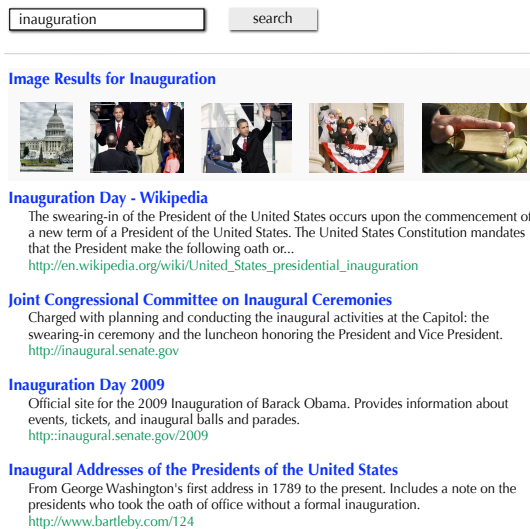 inauguration
search
Image Results for Inauguration
Inauguration Day - Wikipedia
The swearing-in of the President of the United States occurs upon the commencement of
a new term of a President of the United States. The United States Constitution mandates
that the President make the following oath or...
http://en.wikipedia.org/wiki/United_States_presidential_inauguration
Joint Congressional Committee on Inaugural Ceremonies
Charged with planning and conducting the inaugural activities at the Capitol: the
swearing-in ceremony and the luncheon honoring the President and Vice President.
http://inaugural.senate.gov
Inauguration Day 2009
Official site for the 2009 Inauguration of Barack Obama. Provides information about
events, tickets, and inaugural balls and parades.
http::inaugural.senate.gov/2009
Inaugural Addresses of the Presidents of the United States
From George Washington's first address in 1789 to the present. Includes a note on the
presidents who took the oath of office without a formal inauguration.
http://www.bartleby.com/124